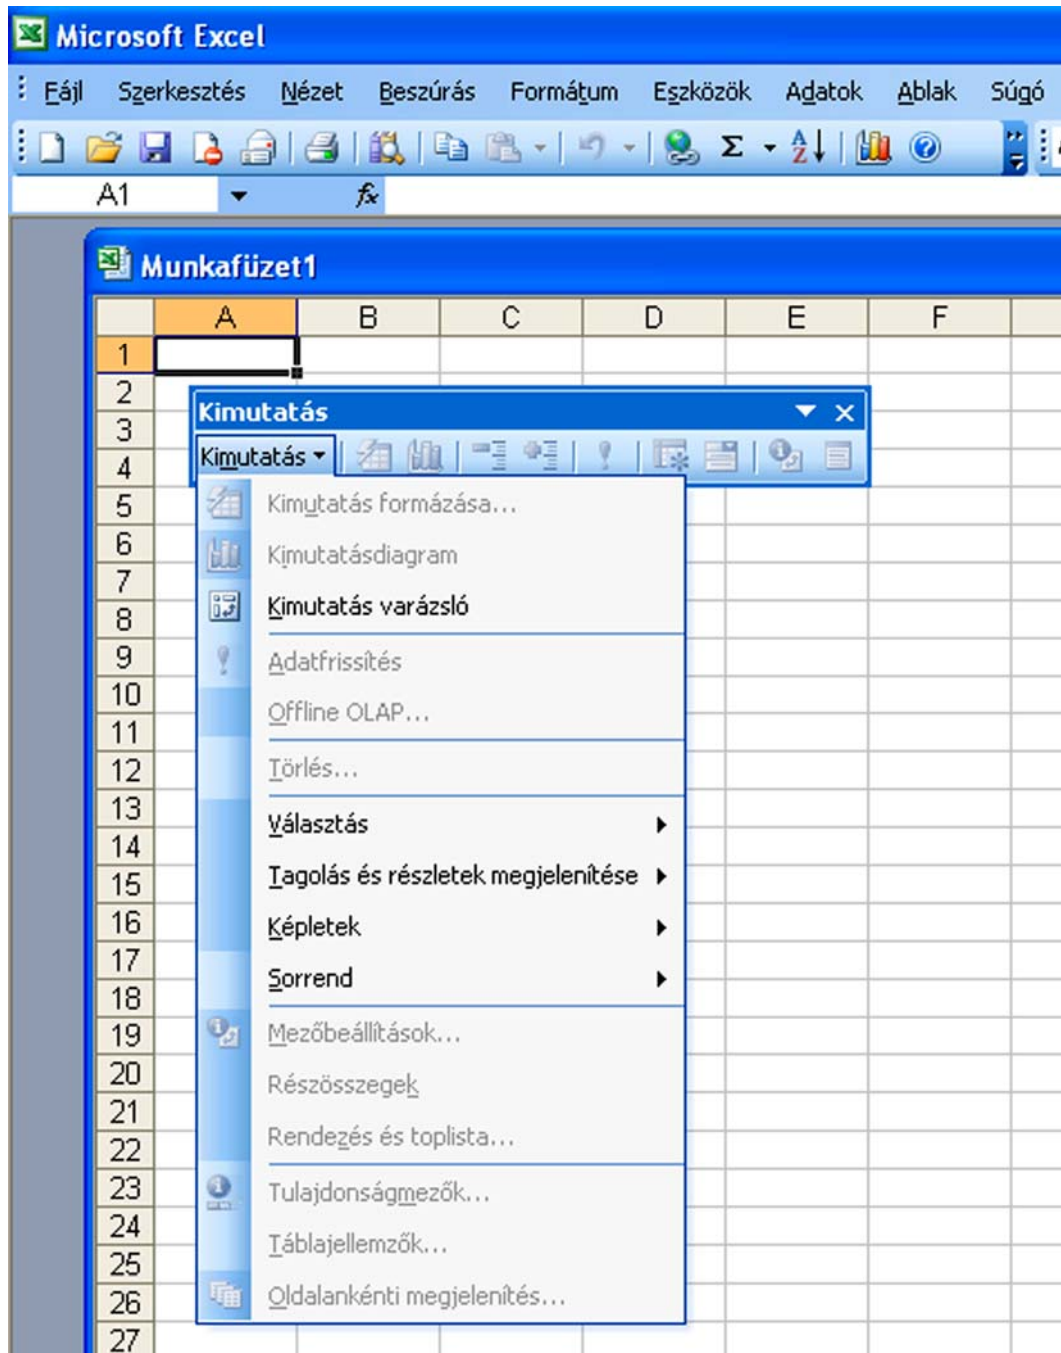 Microsoft Excel
Fájl Szerkesztés Nézet Beszúrás Formátum Eszközök Adatok Ablak Súgó
Σ A Z
A1 fx
Munkafüzet1
A B C D E F
1
2
Kimutatás
3
Kimutatás
4
5 Kimutatás formázása...
6 Kimutatásdiagram
7
8 Kimutatás varázsló
9 Adatfrissítés
10 Offline OLAP...
11
12 Törlés...
13 Választás
14
15 Tagolás és részletek megjelenítése
16 Képletek
17 Sorrend
18
19 Mezőbeállítások...
20 Részösszegek
21
22 Rendezés és toplista...
23 Tulajdonságmezők...
24 Táblajellemzők...
25
26 Oldalankénti megjelenítés...
27